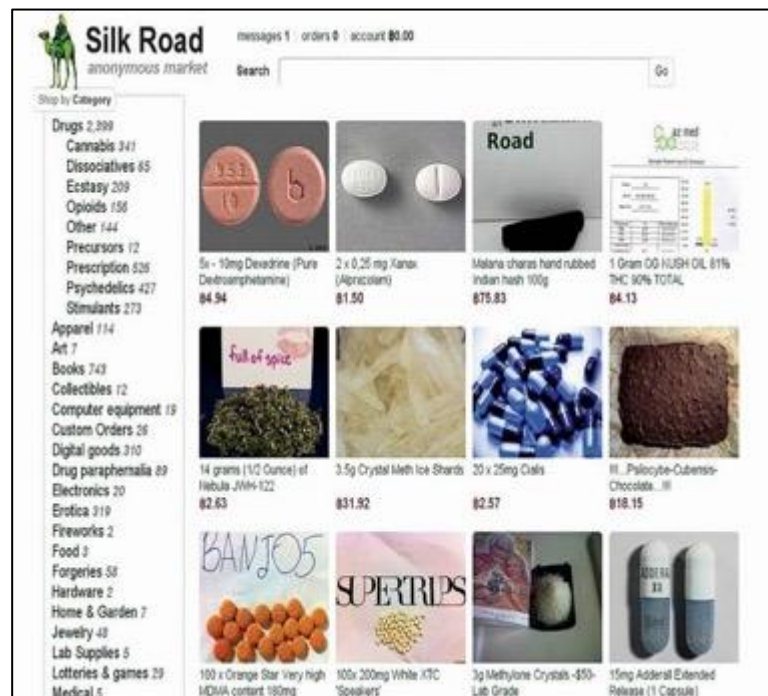 Silk Road
anonymous market
messages 1 orders 0 account ฿0.00
Search
Go
Shop by Category
Drugs 2,399
Cannabis 341
Dissociatives 65
Ecstasy 209
Opioids 156
Other 144
Precursors 12
Prescription 526
Psychedelics 427
Stimulants 273
Apparel 114
Art 7
Books 743
Collectibles 12
Computer equipment 19
Custom Orders 26
Digital goods 310
Drug paraphernalia 89
Electronics 20
Erotica 319
Fireworks 2
Food 3
Forgeries 58
Hardware 2
Home & Garden 7
Jewelry 48
Lab Supplies 5
Lotteries & games 29
Medical 5
10
b
5x - 10mg Dexedrine (Pure
Dextroamphetamine)
฿4.94
2 x 0,25 mg Xanax
(Alprazolam)
฿1.50
Road
Malana charas hand rubbed
indian hash 100g
฿75.83
az med
1 Gram OG KUSH OIL 81%
THC 90% TOTAL
฿4.13
full of spice
14 grams (1/2 Ounce) of
Nebula JWH-122
฿2.63
3.5g Crystal Meth Ice Shards
฿31.92
20 x 25mg Cialis
฿2.57
!!!...Psilocybe-Cubensis-
Chocolate...!!!
฿18.15
BANJO5
100 x Orange Star Very high
MDMA content 160mg
SUPERTRIPS
100x 200mg White XTC
'Speakers'
3g Methylone Crystals -$50-
Lab Grade
ADDERALL
15mg Adderall Extended
Release (1 Capsule)